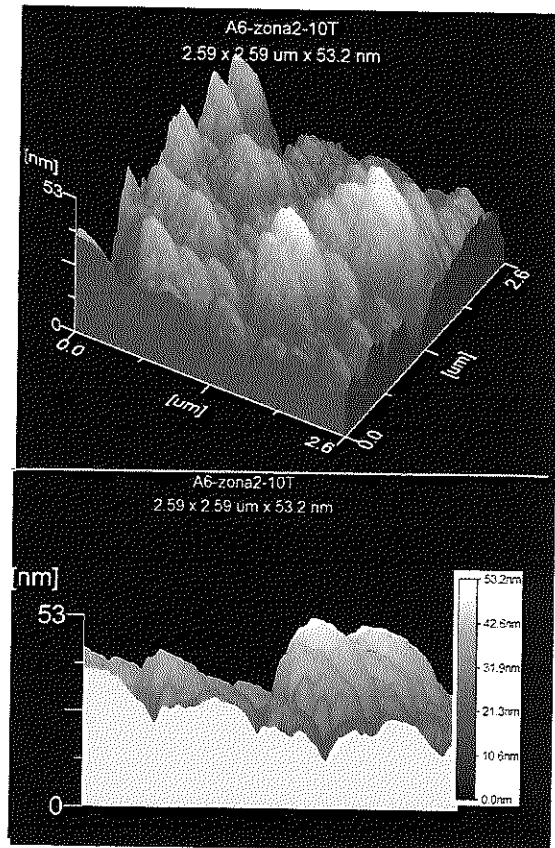 A6-zona2-10T
2.59 x 2.59 um x 53.2 nm
[nm]
53
0
0.0
[um]
2.6
0.0
[um]
2.6
A6-zona2-10T
2.59 x 2.59 um x 53.2 nm
[nm]
53
0
53.2nm
42.6nm
31.9nm
21.3nm
10.6nm
0.0nm